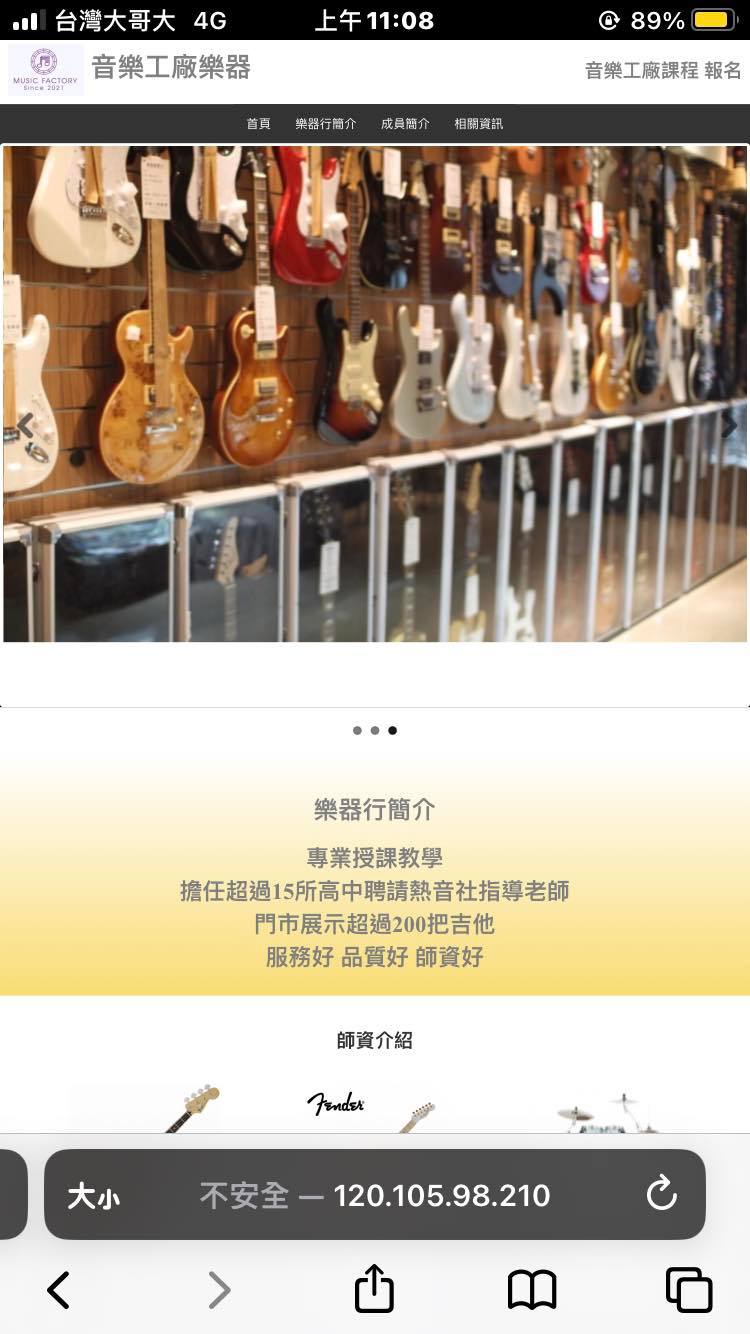 台灣大哥大 4G 上午11:08 89%
MUSIC FACTORY
Since 2021
音樂工廠樂器
音樂工廠課程 報名
首頁 樂器行簡介 成員簡介 相關資訊
樂器行簡介
專業授課教學
擔任超過15所高中聘請熱音社指導老師
門市展示超過200把吉他
服務好 品質好 師資好
師資介紹
Fender
大小 不安全 — 120.105.98.210